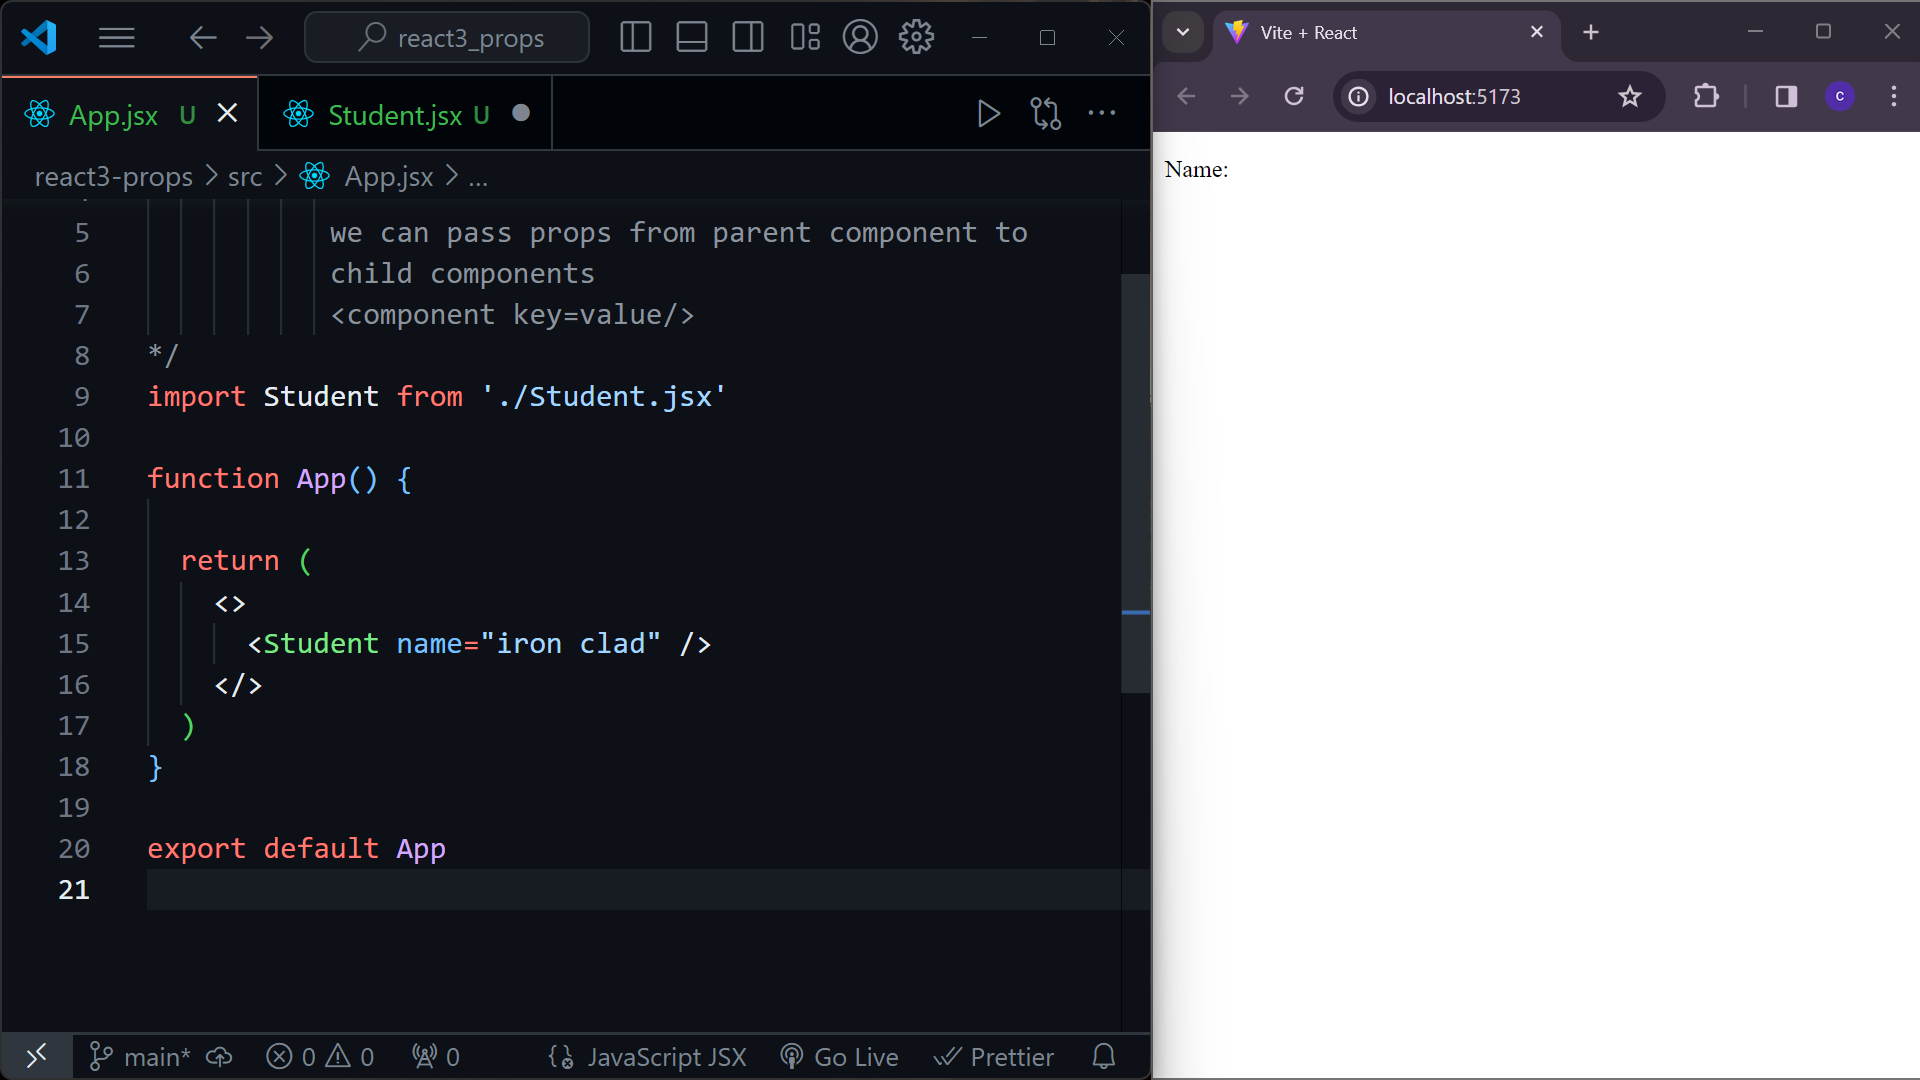 react3_props
App.jsx U
Student.jsx U
react3-props > src > App.jsx > ...
5 we can pass props from parent component to
6 child components
7 <component key=value/>
8 */
9 import Student from './Student.jsx'
10
11 function App() {
12
13 return (
14 <>
15 <Student name="iron clad" />
16 </>
17 )
18 }
19
20 export default App
21
main* 0 0 0 JavaScript JSX Go Live Prettier
Vite + React
localhost:5173
c
Name: